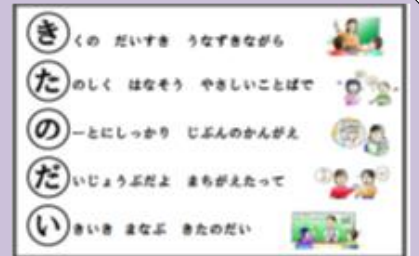 きくの だいすき うなずきながら
たのしく はなそう やさしいことばで
のーとにしっかり じぶんのかんがえ
だいじょうぶだよ まちがえたって
いきいき まなぶ きたのだい